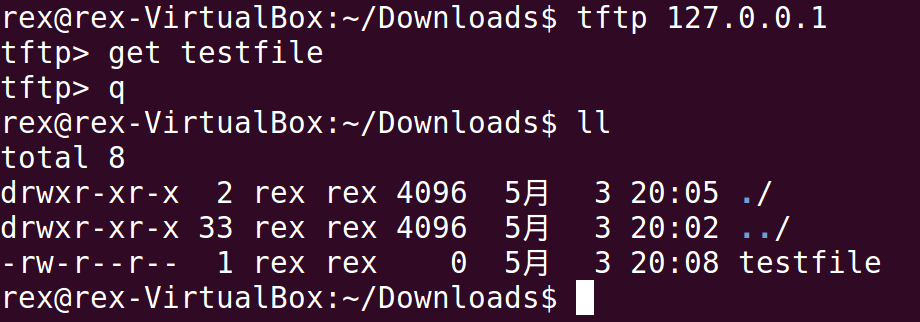 rex@rex-VirtualBox:~/Downloads$ tftp 127.0.0.1
tftp> get testfile
tftp> q
rex@rex-VirtualBox:~/Downloads$ ll
total 8
drwxr-xr-x  2 rex rex 4096  5月  3 20:05 ./
drwxr-xr-x 33 rex rex 4096  5月  3 20:02 ../
-rw-r--r--  1 rex rex    0  5月  3 20:08 testfile
rex@rex-VirtualBox:~/Downloads$